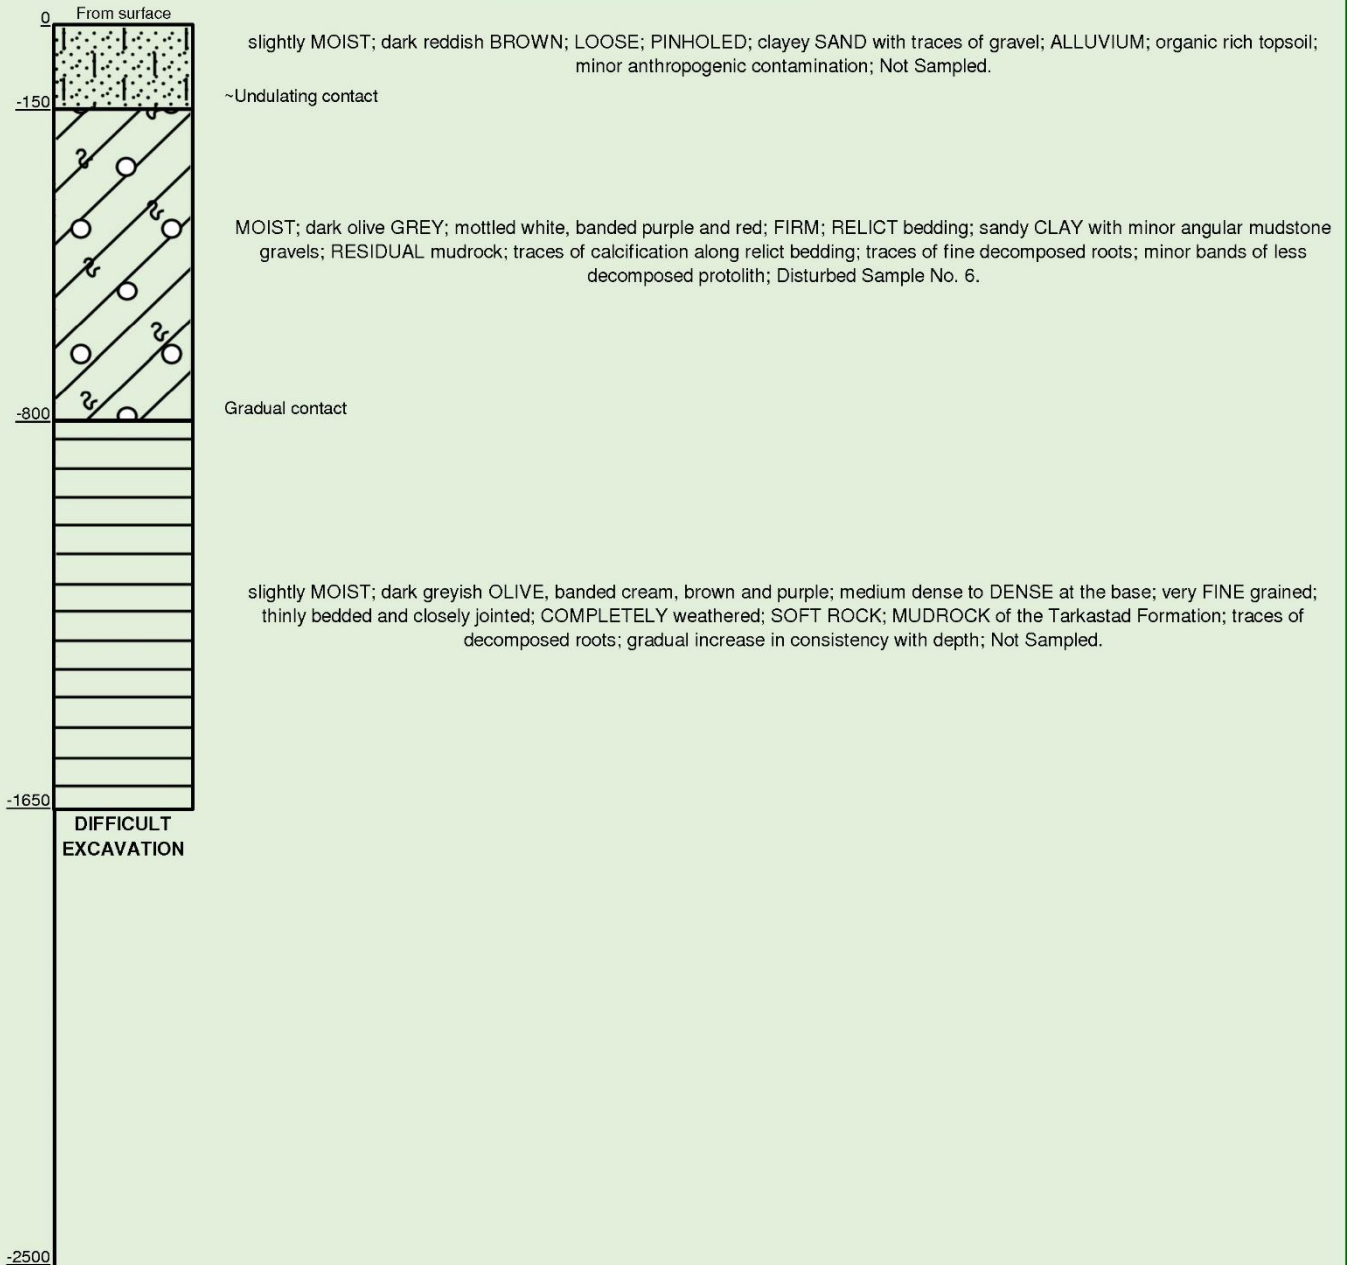 From surface
0
slightly MOIST; dark reddish BROWN; LOOSE; PINHOLED; clayey SAND with traces of gravel; ALLUVIUM; organic rich topsoil;
minor anthropogenic contamination; Not Sampled.
~Undulating contact
-150
MOIST; dark olive GREY; mottled white, banded purple and red; FIRM; RELICT bedding; sandy CLAY with minor angular mudstone
gravels; RESIDUAL mudrock; traces of calcification along relict bedding; traces of fine decomposed roots; minor bands of less
decomposed protolith; Disturbed Sample No. 6.
Gradual contact
-800
slightly MOIST; dark greyish OLIVE, banded cream, brown and purple; medium dense to DENSE at the base; very FINE grained;
thinly bedded and closely jointed; COMPLETELY weathered; SOFT ROCK; MUDROCK of the Tarkastad Formation; traces of
decomposed roots; gradual increase in consistency with depth; Not Sampled.
-1650
DIFFICULT
EXCAVATION
-2500